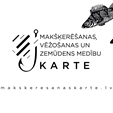 MAKŠĶERĒŠANAS,
VĒŽOŠANAS UN
ZEMŪDENS MEDĪBU
KARTE
makskeresanaskarte.lv